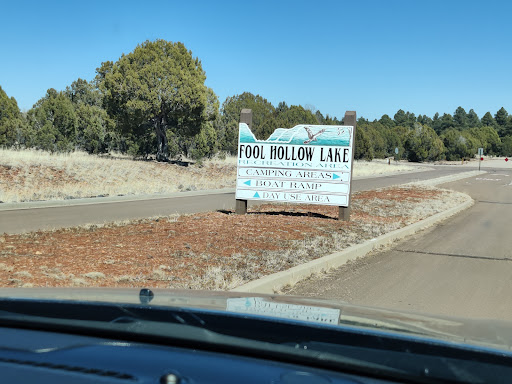 FOOL HOLLOW LAKE
RECREATION AREA
CAMPING AREAS
BOAT RAMP
DAY USE AREA